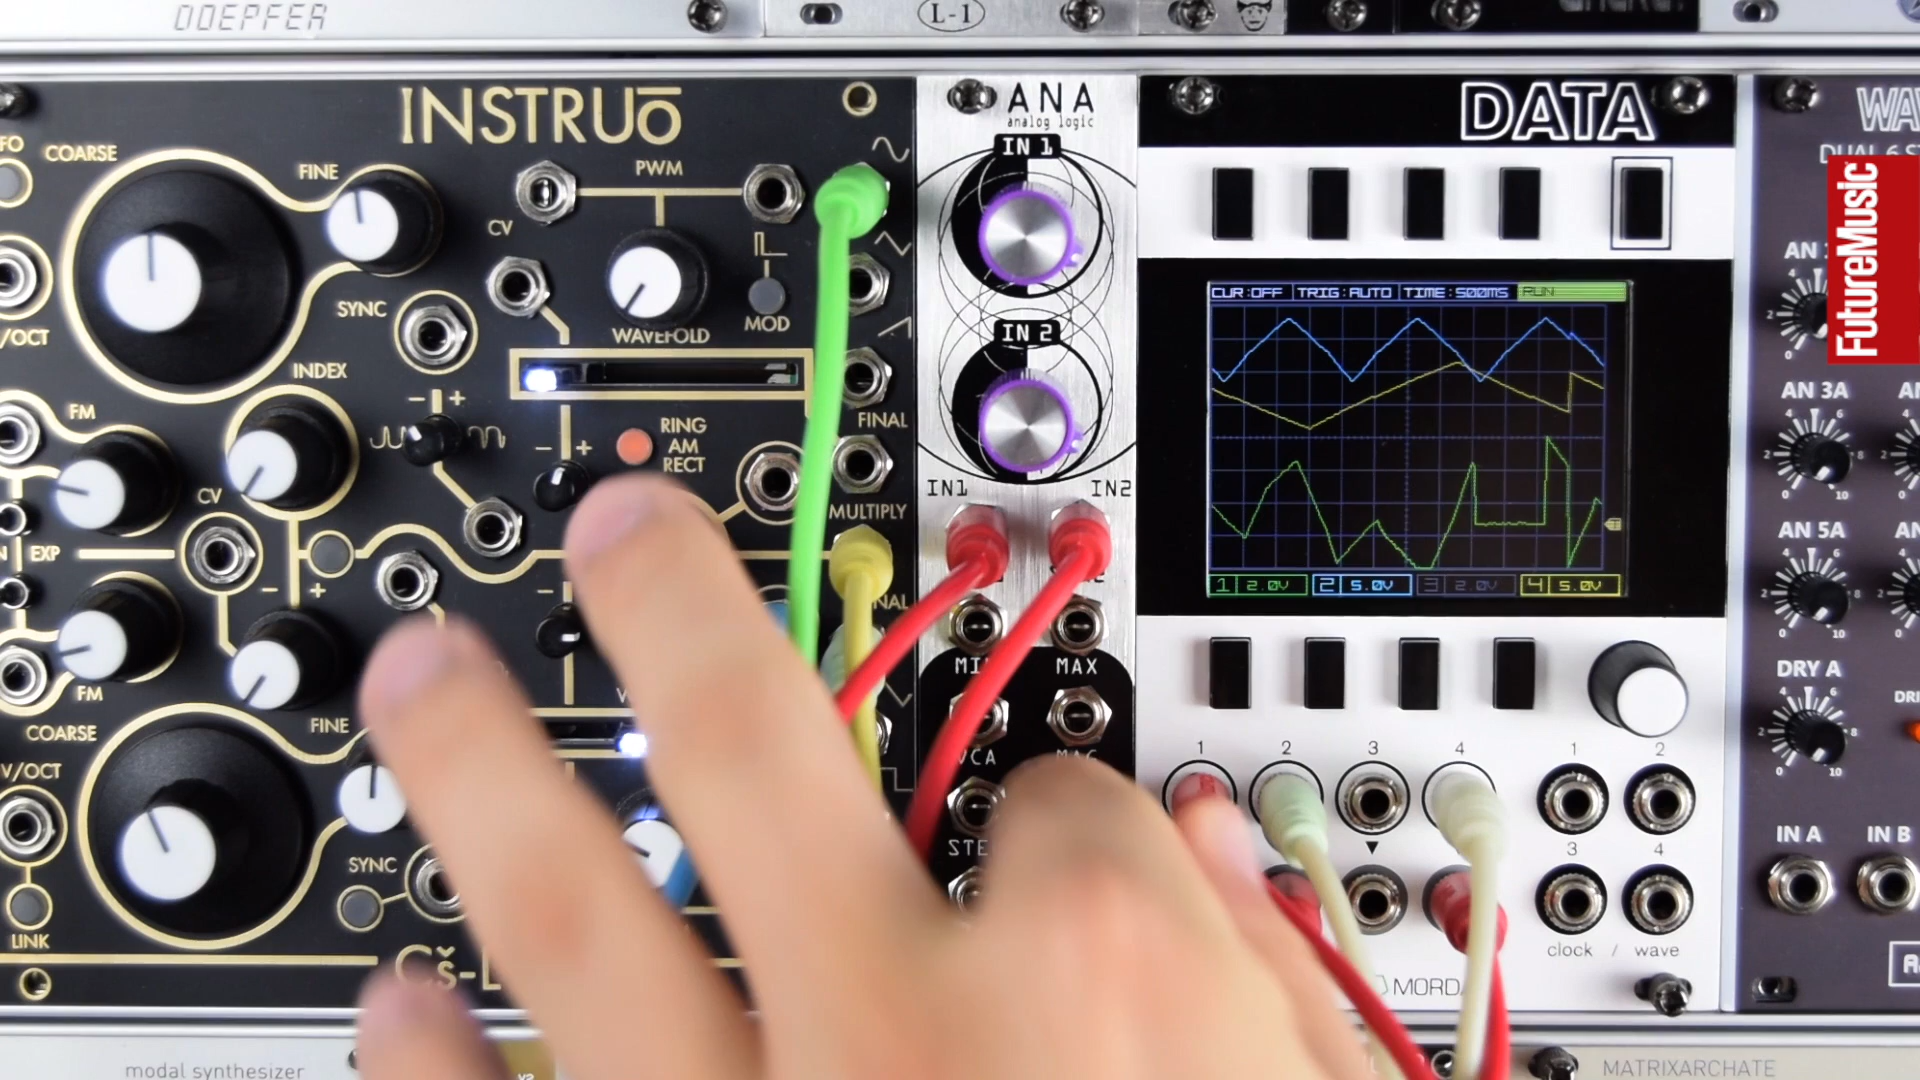 DOEPFER
L-1
INSTRUō
COARSE
FINE
PWM
CV
SYNC
WAVEFOLD
MOD
/OCT
INDEX
FM
- +
FINAL
RING
AM
RECT
- +
CV
MULTIPLY
EXP
- +
-
FM
COARSE
FINE
V/OCT
SYNC
LINK
Cš-L
ANA
analog logic
IN 1
IN 2
IN1
IN2
MAX
VCA
DATA
CUR:OFF
TRIG:AUTO
TIME:500MS
RUN
1 2.0V
2 5.0V
3 2.0V
4 5.0V
1
2
3
4
1
2
3
4
clock / wave
MORD
FutureMusic
AN 3A
AN 5A
DRY A
IN A
IN B
modal synthesizer
MATRIXARCHATE